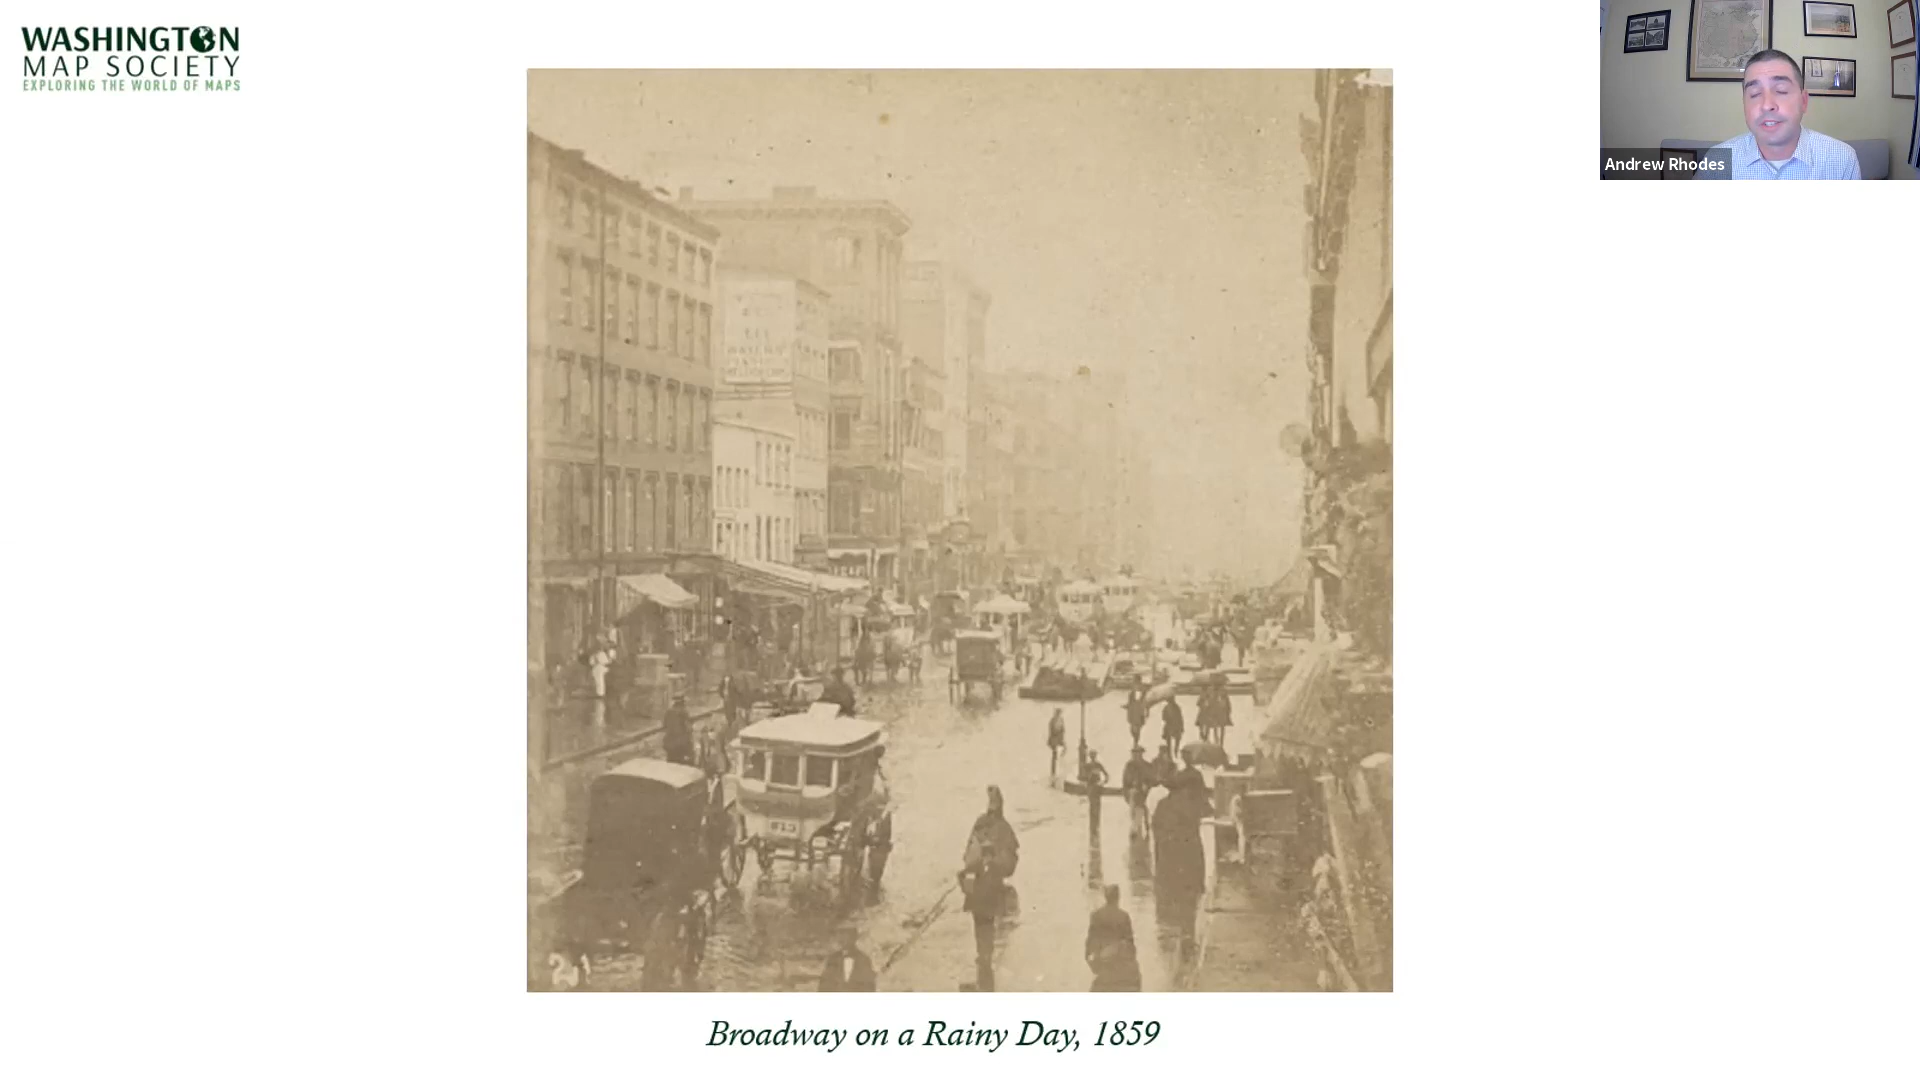 WASHINGTON
MAP SOCIETY
EXPLORING THE WORLD OF MAPS
Andrew Rhodes
Broadway on a Rainy Day, 1859